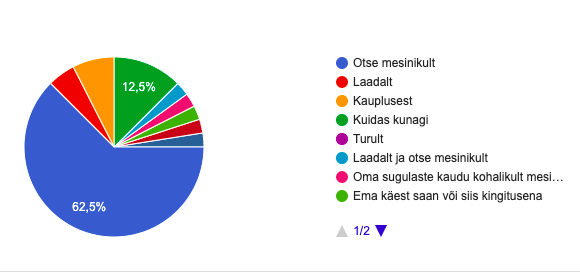 12,5%
62,5%
Otse mesinikult
Laadalt
Kauplusest
Kuidas kunagi
Turult
Laadalt ja otse mesinikult
Oma sugulaste kaudu kohalikult mesi…
Ema käest saan või siis kingitusena
1/2